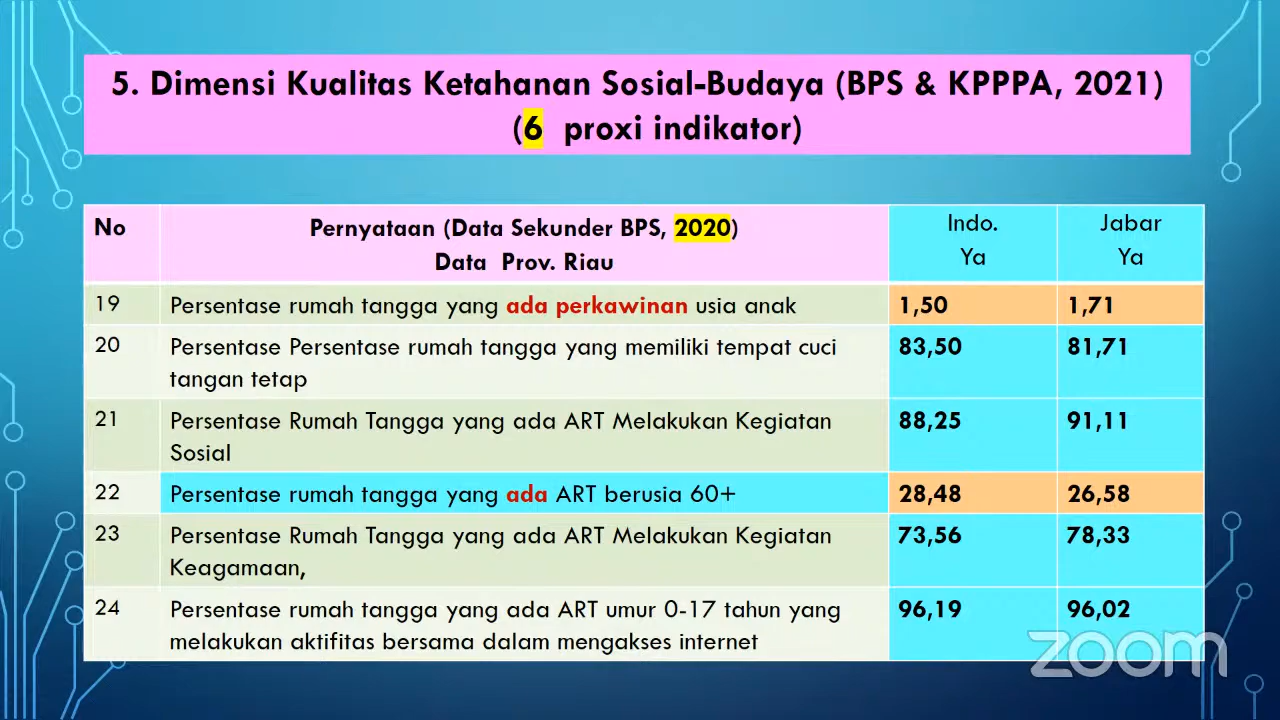 5. Dimensi Kualitas Ketahanan Sosial-Budaya (BPS & KPPPA, 2021)
(6 proxi indikator)
No
Pernyataan (Data Sekunder BPS, 2020)
Data Prov. Riau
Indo.
Ya
Jabar
Ya
19 Persentase rumah tangga yang ada perkawinan usia anak 1,50 1,71
20 Persentase Persentase rumah tangga yang memiliki tempat cuci 83,50 81,71
tangan tetap
21 Persentase Rumah Tangga yang ada ART Melakukan Kegiatan 88,25 91,11
Sosial
22 Persentase rumah tangga yang ada ART berusia 60+ 28,48 26,58
23 Persentase Rumah Tangga yang ada ART Melakukan Kegiatan 73,56 78,33
Keagamaan,
24 Persentase rumah tangga yang ada ART umur 0-17 tahun yang 96,19 96,02
melakukan aktifitas bersama dalam mengakses internet
zoom